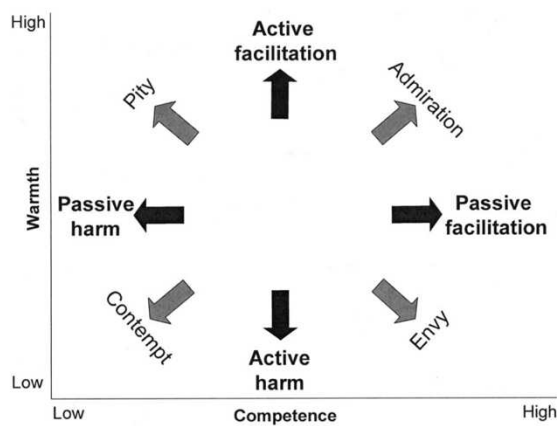 High
Active
facilitation
Pity
Admiration
Warmth
Passive
harm
Passive
facilitation
Contempt
Envy
Active
harm
Low
Low
Competence
High